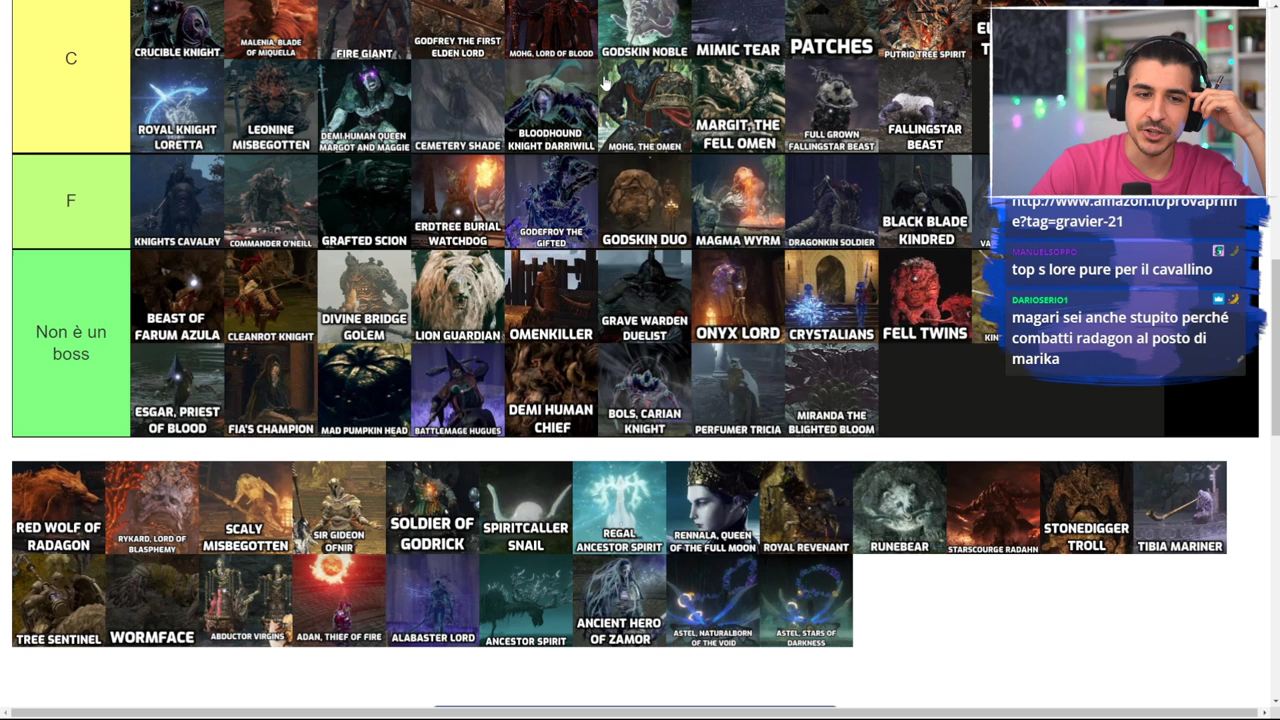 C
CRUCIBLE KNIGHT
MALENIA, BLADE
OF MIQUELLA
FIRE GIANT
GODFREY THE FIRST
ELDEN LORD
MOHG, LORD OF BLOOD
GODSKIN NOBLE
MIMIC TEAR
PATCHES
PUTRID TREE SPIRIT
ROYAL KNIGHT
LORETTA
LEONINE
MISBEGOTTEN
DEMI HUMAN QUEEN
MARGOT AND MAGGIE
CEMETERY SHADE
BLOODHOUND
KNIGHT DARRIWILL
MOHG, THE OMEN
MARGIT, THE
FELL OMEN
FULL GROWN
FALLINGSTAR BEAST
FALLINGSTAR
BEAST
F
KNIGHTS CAVALRY
COMMANDER O'NEILL
GRAFTED SCION
ERDTREE BURIAL
WATCHDOG
GODEFROY THE
GIFTED
GODSKIN DUO
MAGMA WYRM
DRAGONKIN SOLDIER
BLACK BLADE
KINDRED
Non è un
boss
BEAST OF
FARUM AZULA
CLEANROT KNIGHT
DIVINE BRIDGE
GOLEM
LION GUARDIAN
OMENKILLER
GRAVE WARDEN
DUELIST
ONYX LORD
CRYSTALIANS
FELL TWINS
ESGAR, PRIEST
OF BLOOD
FIA'S CHAMPION
MAD PUMPKIN HEAD
BATTLEMAGE HUGUES
DEMI HUMAN
CHIEF
BOLS, CARIAN
KNIGHT
PERFUMER TRICIA
MIRANDA THE
BLIGHTED BLOOM
http://www.amazon.it/provaprim
e?tag=gravier-21
MANUELSOPPO
top s lore pure per il cavallino
DARIOSERIO1
magari sei anche stupito perché
combatti radagon al posto di
marika
RED WOLF OF
RADAGON
RYKARD, LORD OF
BLASPHEMY
SCALY
MISBEGOTTEN
SIR GIDEON
OFNIR
SOLDIER OF
GODRICK
SPIRITCALLER
SNAIL
REGAL
ANCESTOR SPIRIT
RENNALA, QUEEN
OF THE FULL MOON
ROYAL REVENANT
RUNEBEAR
STARSCOURGE RADAHN
STONEDIGGER
TROLL
TIBIA MARINER
TREE SENTINEL
WORMFACE
ABDUCTOR VIRGINS
ADAN, THIEF OF FIRE
ALABASTER LORD
ANCESTOR SPIRIT
ANCIENT HERO
OF ZAMOR
ASTEL, NATURALBORN
OF THE VOID
ASTEL, STARS OF
DARKNESS